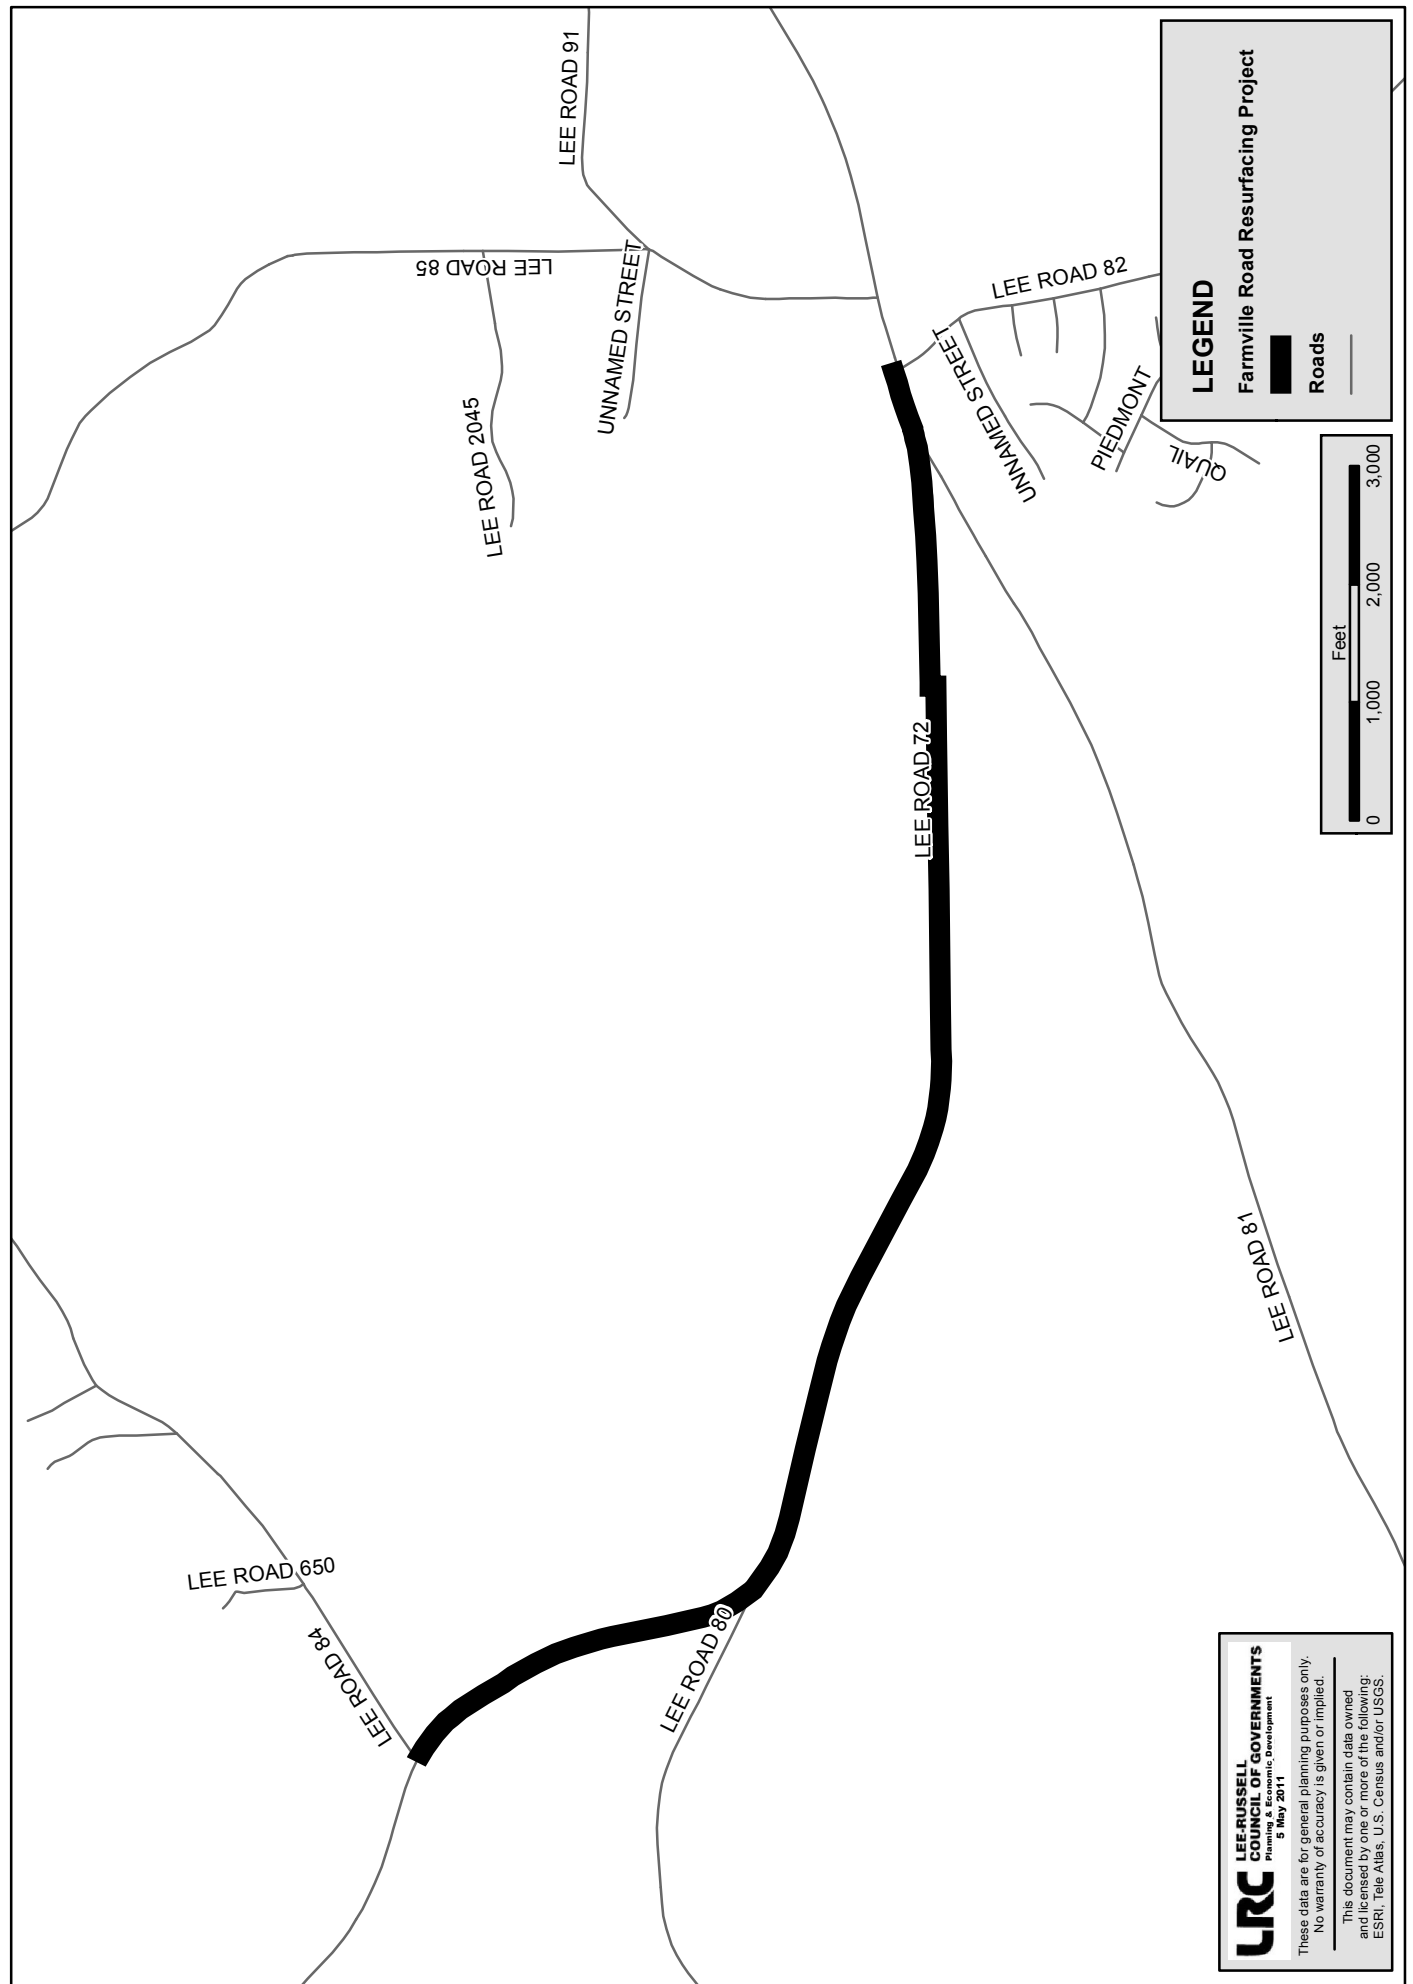 LEE ROAD 91
LEE ROAD 85
UNNAMED STREET
LEE ROAD 2045
LEE ROAD 82
UNNAMED STREET
PIEDMONT
QUAIL
LEE ROAD 72
LEE ROAD 81
LEE ROAD 650
LEE ROAD 84
LEE ROAD 80
LEGEND
Farmville Road Resurfacing Project
Roads
Feet
0 1,000 2,000 3,000
LRC
LEE-RUSSELL
COUNCIL OF GOVERNMENTS
Planning & Economic Development
5 May 2011
These data are for general planning purposes only.
No warranty of accuracy is given or implied.
This document may contain data owned
and licensed by one or more of the following:
ESRI, Tele Atlas, U.S. Census and/or USGS.